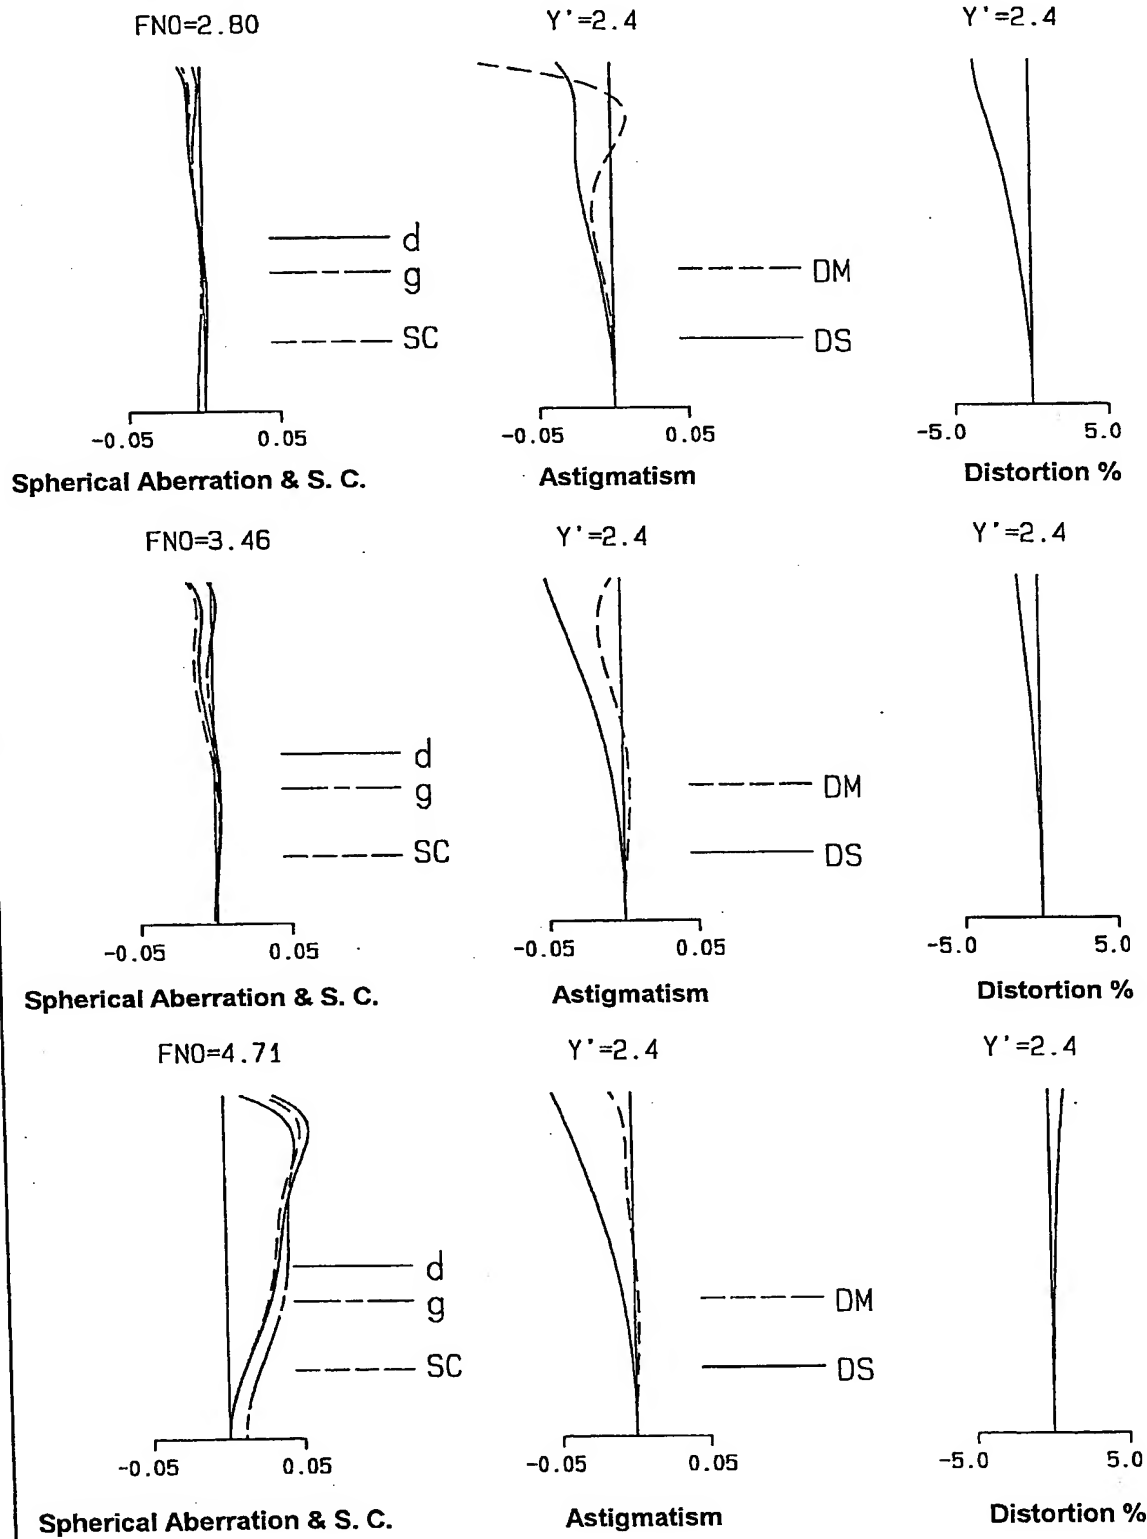 FNO=2.80
Y'=2.4
Y'=2.4
d
g
SC
DM
DS
-0.05 0.05
-0.05 0.05
-5.0 5.0
Spherical Aberration & S. C.
Astigmatism
Distortion %
FNO=3.46
Y'=2.4
Y'=2.4
d
g
SC
DM
DS
-0.05 0.05
-0.05 0.05
-5.0 5.0
Spherical Aberration & S. C.
Astigmatism
Distortion %
FNO=4.71
Y'=2.4
Y'=2.4
d
g
SC
DM
DS
-0.05 0.05
-0.05 0.05
-5.0 5.0
Spherical Aberration & S. C.
Astigmatism
Distortion %